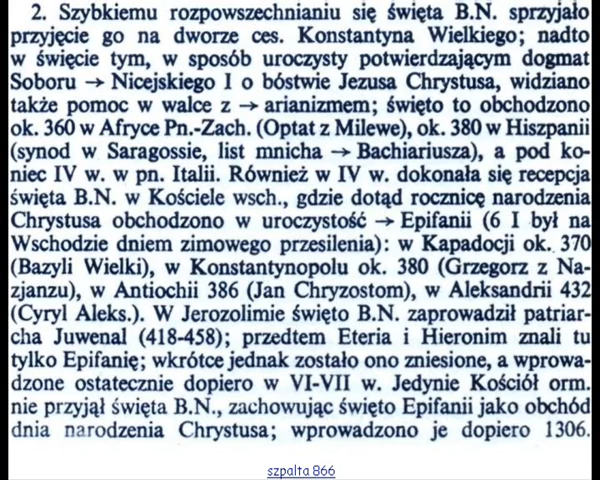 2. Szybkiemu rozpowszechnianiu się święta B.N. sprzyjało
przyjęcie go na dworze ces. Konstantyna Wielkiego; nadto
w święcie tym, w sposób uroczysty potwierdzającym dogmat
Soboru → Nicejskiego I o bóstwie Jezusa Chrystusa, widziano
także pomoc w walce z → arianizmem; święto to obchodzono
ok. 360 w Afryce Pn.-Zach. (Optat z Milewe), ok. 380 w Hiszpanii
(synod w Saragossie, list mnicha → Bachiariusza), a pod ko-
niec IV w. w pn. Italii. Również w IV w. dokonała się recepcja
święta B.N. w Kościele wsch., gdzie dotąd rocznicę narodzenia
Chrystusa obchodzono w uroczystość → Epifanii (6 I był na
Wschodzie dniem zimowego przesilenia): w Kapadocji ok. 370
(Bazyli Wielki), w Konstantynopolu ok. 380 (Grzegorz z Na-
zjanzu), w Antiochii 386 (Jan Chryzostom), w Aleksandrii 432
(Cyryl Aleks.). W Jerozolimie święto B.N. zaprowadził patriar-
cha Juwenal (418-458); przedtem Eteria i Hieronim znali tu
tylko Epifanię; wkrótce jednak zostało ono zniesione, a wprowa-
dzone ostatecznie dopiero w VI-VII w. Jedynie Kościół orm.
nie przyjął święta B.N., zachowując święto Epifanii jako obchód
dnia narodzenia Chrystusa; wprowadzono je dopiero 1306.
szpalta 866